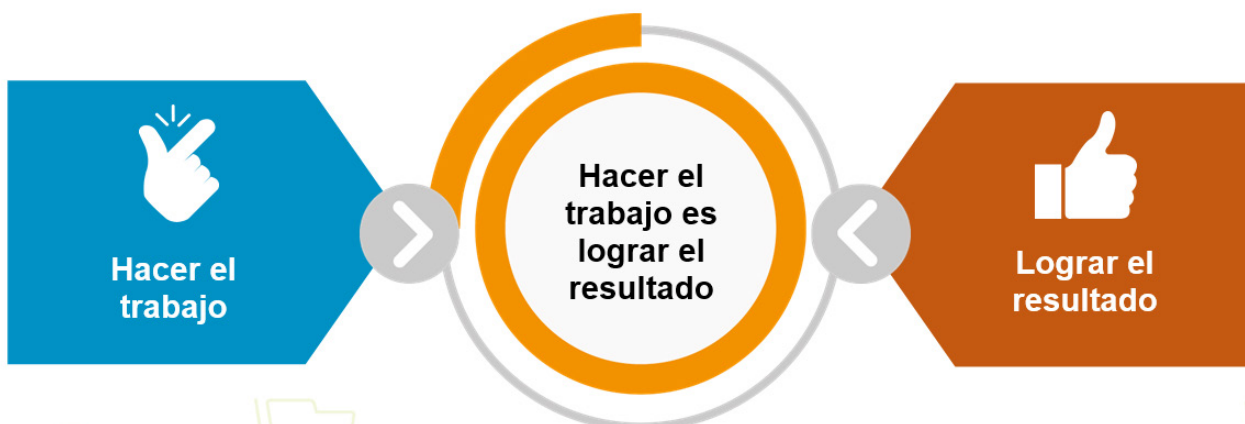 Hacer el
trabajo
Hacer el
trabajo es
lograr el
resultado
Lograr el
resultado